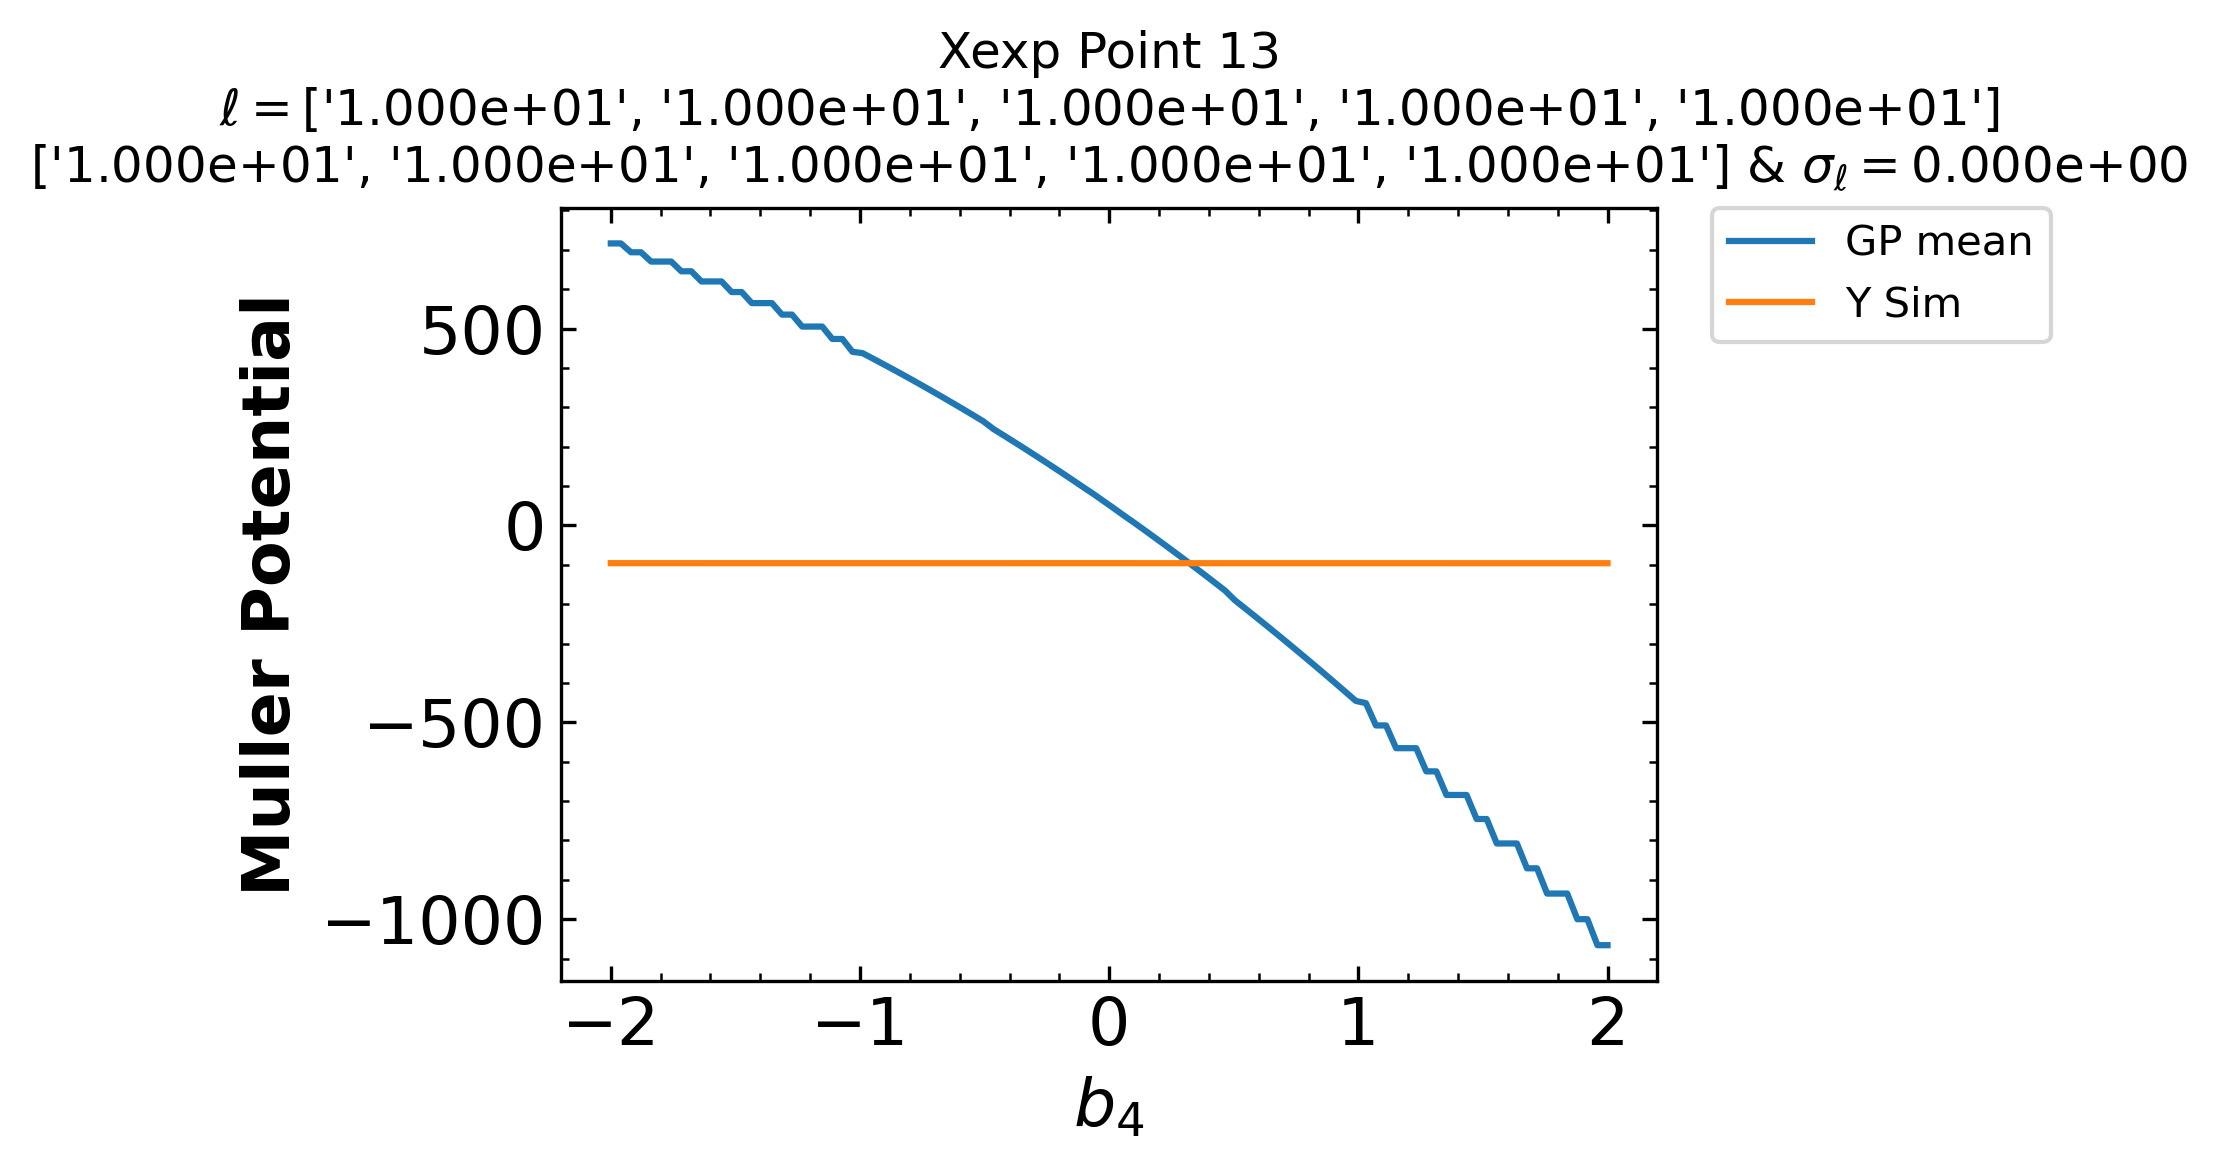 Xexp Point 13
ℓ = ['1.000e+01', '1.000e+01', '1.000e+01', '1.000e+01', '1.000e+01']
['1.000e+01', '1.000e+01', '1.000e+01', '1.000e+01', '1.000e+01'] & σℓ = 0.000e+00
GP mean
Y Sim
Muller Potential
500
0
−500
−1000
−2 −1 0 1 2
b₄